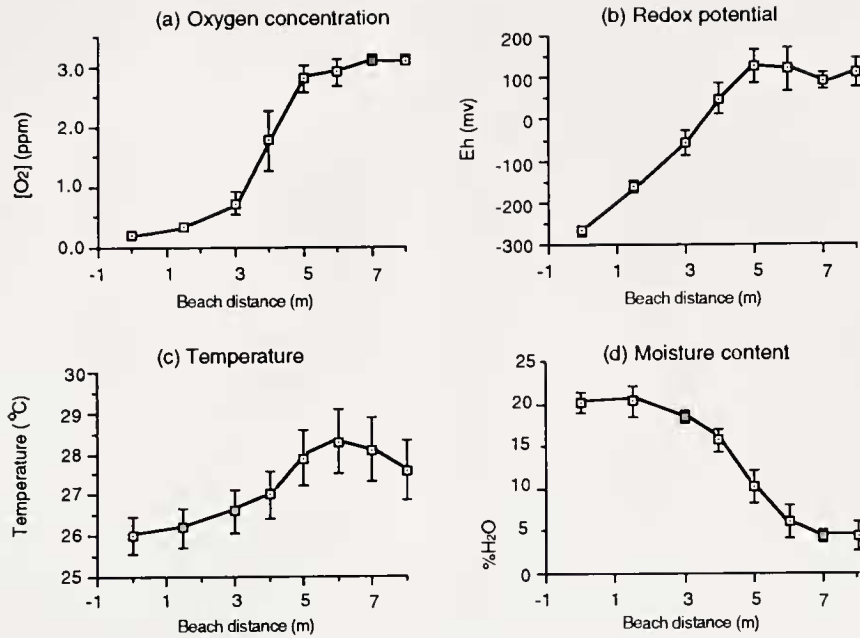 (a) Oxygen concentration
[O2] (ppm)
3.0
2.0
1.0
0.0
-1 1 3 5 7
Beach distance (m)
(b) Redox potential
Eh (mv)
200
100
0
-100
-200
-300
-1 1 3 5 7
Beach distance (m)
(c) Temperature
Temperature (°C)
30
29
28
27
26
25
-1 1 3 5 7
Beach distance (m)
(d) Moisture content
%H2O
25
20
15
10
5
0
-1 1 3 5 7
Beach distance (m)